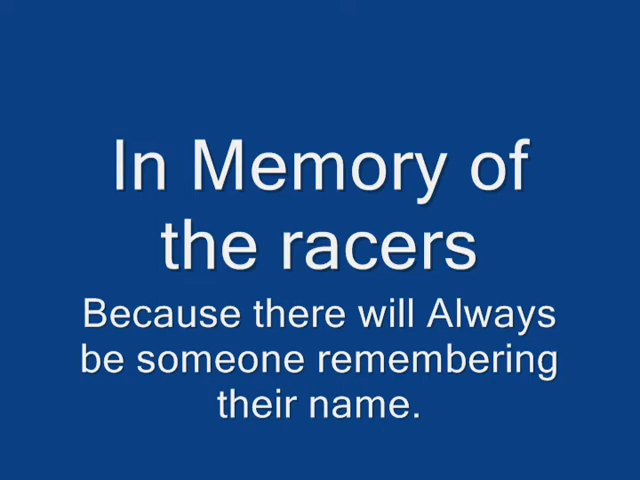 In Memory of
the racers
Because there will Always
be someone remembering
their name.